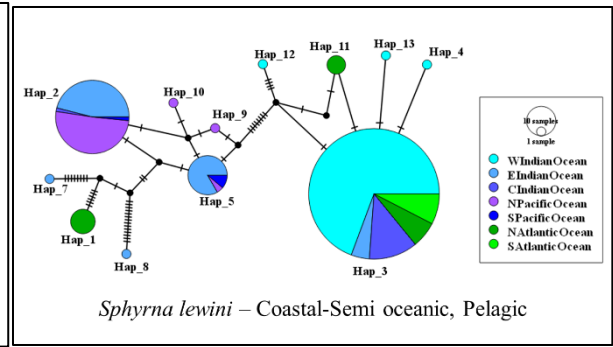 Hap_12
Hap_11
Hap_13
Hap_4
Hap_2
Hap_10
Hap_9
Hap_7
Hap_5
Hap_1
Hap_8
Hap_3
10 samples
1 sample
WIndianOcean
EIndianOcean
CIndianOcean
NPacificOcean
SPacificOcean
NAtlanticOcean
SAtlanticOcean
Sphyrna lewini – Coastal-Semi oceanic, Pelagic